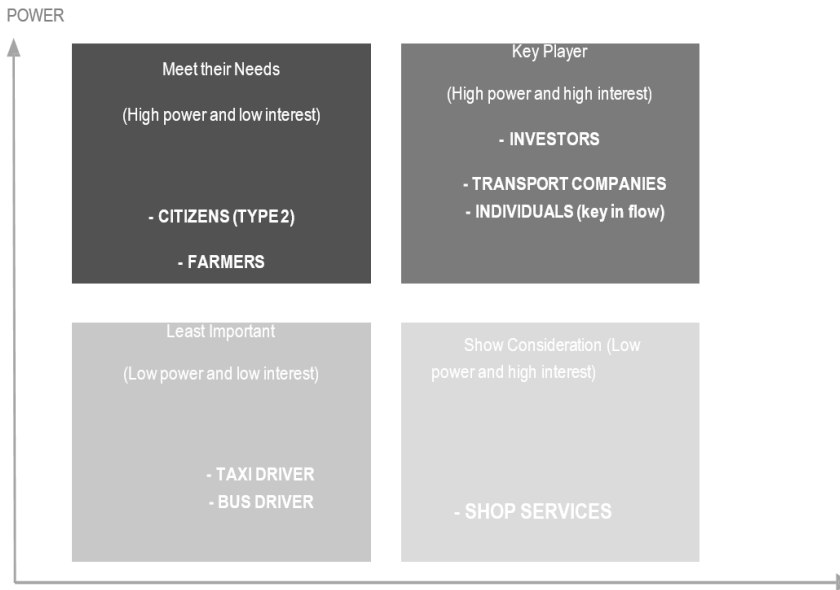 POWER
Meet their Needs
(High power and low interest)
- CITIZENS (TYPE 2)
- FARMERS
Key Player
(High power and high interest)
- INVESTORS
- TRANSPORT COMPANIES
- INDIVIDUALS (key in flow)
Least Important
(Low power and low interest)
- TAXI DRIVER
- BUS DRIVER
Show Consideration (Low
power and high interest)
- SHOP SERVICES